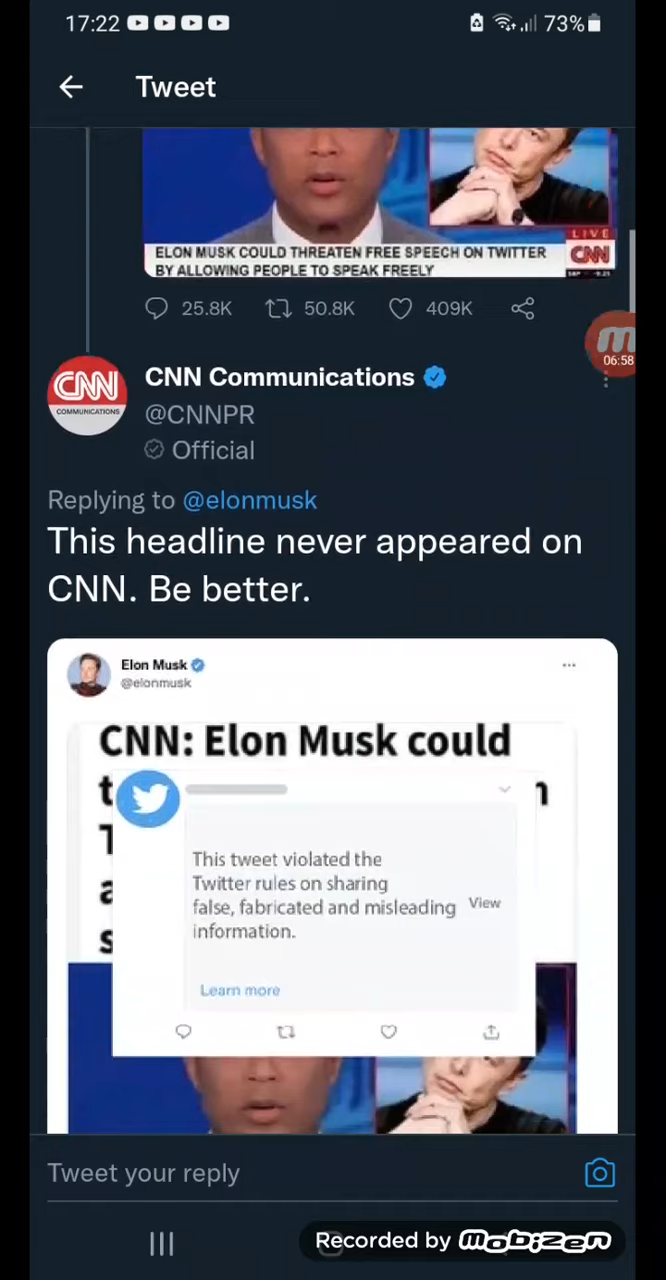 17:22
73%
Tweet
ELON MUSK COULD THREATEN FREE SPEECH ON TWITTER
BY ALLOWING PEOPLE TO SPEAK FREELY
LIVE
CNN
25.8K 50.8K 409K
06:58
CNN
COMMUNICATIONS
CNN Communications
@CNNPR
Official
Replying to @elonmusk
This headline never appeared on
CNN. Be better.
Elon Musk
@elonmusk
CNN: Elon Musk could
This tweet violated the
Twitter rules on sharing
false, fabricated and misleading
information.
View
Learn more
Tweet your reply
Recorded by mobizen